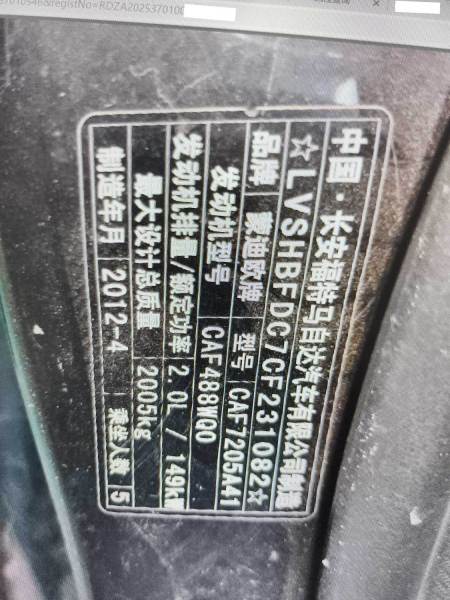 37010546&registNo=RDZA2025370100
中国·长安福特马自达汽车有限公司制造
☆LVSHBFDC7CF231082☆
品牌 蒙迪欧牌 型号 CAF7205A41
发动机型号 CAF488WQ0
发动机排量/额定功率 2.0L / 149k
最大设计总质量 2005kg
制造年月 2012-4 乘坐人数 5